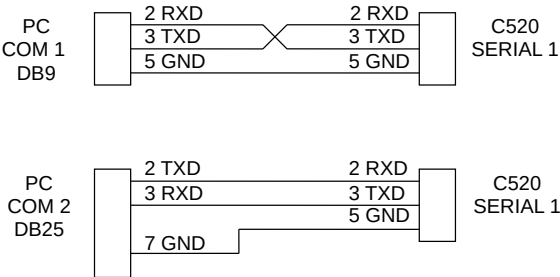 2 RXD
2 RXD
PC
COM 1
DB9
3 TXD
3 TXD
C520
SERIAL 1
5 GND
5 GND
2 TXD
2 RXD
PC
COM 2
DB25
3 RXD
3 TXD
C520
SERIAL 1
5 GND
7 GND